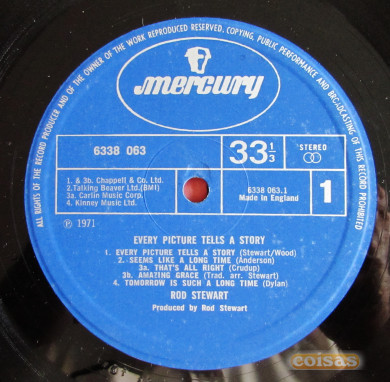 ALL RIGHTS OF THE RECORD PRODUCER AND OF THE OWNER OF THE WORK REPRODUCED RESERVED, COPYING, PUBLIC PERFORMANCE AND BROADCASTING OF THIS RECORD PROHIBITED.
mercury
6338 063
33 1/3
STEREO
1. & 3b. Chappell & Co. Ltd.
2. Talking Beaver Ltd.(BMI)
3a. Carlin Music Corp.
4. Kinney Music Ltd.
6338 063.1
Made in England
1
℗ 1971
EVERY PICTURE TELLS A STORY
1. EVERY PICTURE TELLS A STORY (Stewart/Wood)
2. SEEMS LIKE A LONG TIME (Anderson)
3a. THAT'S ALL RIGHT (Crudup)
3b. AMATING GRACE (Trad. arr. Stewart)
4. TOMORROW IS SUCH A LONG TIME (Dylan)
ROD STEWART
Produced by Rod Stewart
coisas